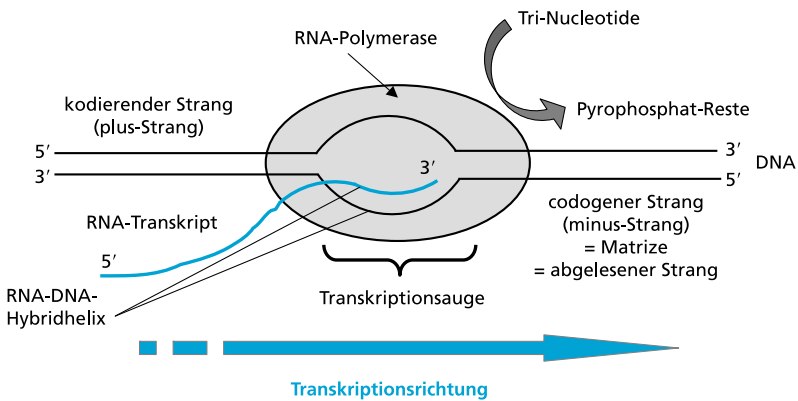 Tri-Nucleotide
RNA-Polymerase
kodierender Strang
(plus-Strang)
Pyrophosphat-Reste
5′
3′
3′
5′
DNA
3′
RNA-Transkript
5′
codogener Strang
(minus-Strang)
= Matrize
= abgelesener Strang
RNA-DNA-
Hybridhelix
Transkriptionsauge
Transkriptionsrichtung